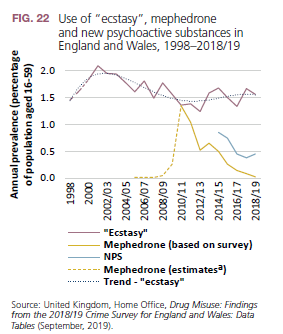 FIG. 22 Use of "ecstasy", mephedrone
and new psychoactive substances in
England and Wales, 1998–2018/19
Annual prevalence (percentage
of population aged 16-59)
2.0
1.5
1.0
0.5
0.0
1998
2000
2002/03
2004/05
2006/07
2008/09
2010/11
2012/13
2014/15
2016/17
2018/19
"Ecstasy"
Mephedrone (based on survey)
NPS
Mephedrone (estimatesa)
Trend - "ecstasy"
Source: United Kingdom, Home Office, Drug Misuse: Findings
from the 2018/19 Crime Survey for England and Wales: Data
Tables (September, 2019).